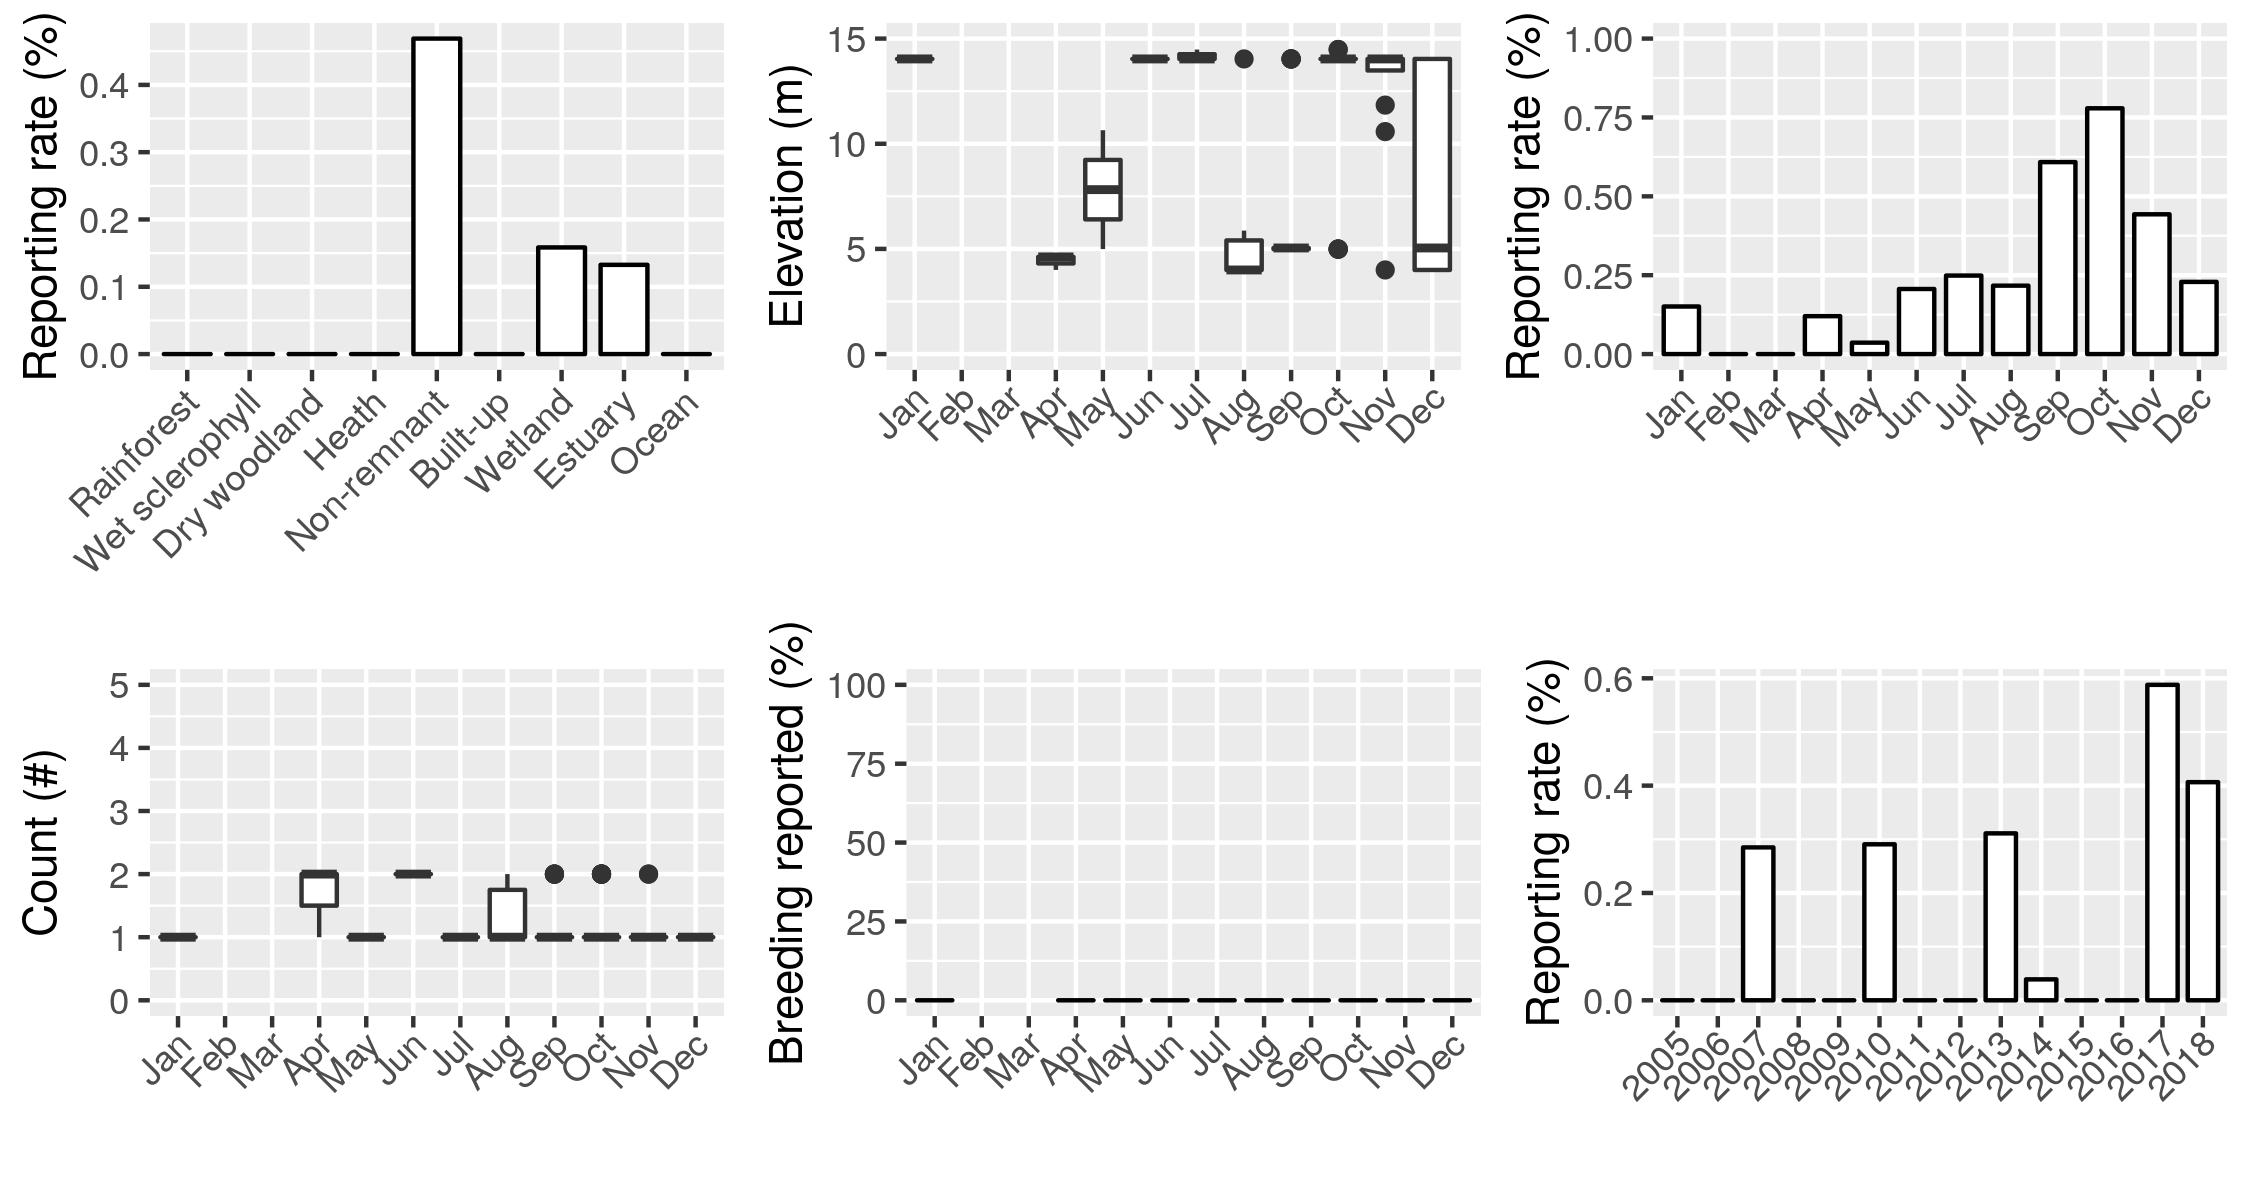 Reporting rate (%)
0.4
0.3
0.2
0.1
0.0
Rainforest
Wet sclerophyll
Dry woodland
Heath
Non-remnant
Built-up
Wetland
Estuary
Ocean
Elevation (m)
15
10
5
0
Jan
Feb
Mar
Apr
May
Jun
Jul
Aug
Sep
Oct
Nov
Dec
Reporting rate (%)
1.00
0.75
0.50
0.25
0.00
Jan
Feb
Mar
Apr
May
Jun
Jul
Aug
Sep
Oct
Nov
Dec
Count (#)
5
4
3
2
1
0
Jan
Feb
Mar
Apr
May
Jun
Jul
Aug
Sep
Oct
Nov
Dec
Breeding reported (%)
100
75
50
25
0
Jan
Feb
Mar
Apr
May
Jun
Jul
Aug
Sep
Oct
Nov
Dec
Reporting rate (%)
0.6
0.4
0.2
0.0
2005
2006
2007
2008
2009
2010
2011
2012
2013
2014
2015
2016
2017
2018